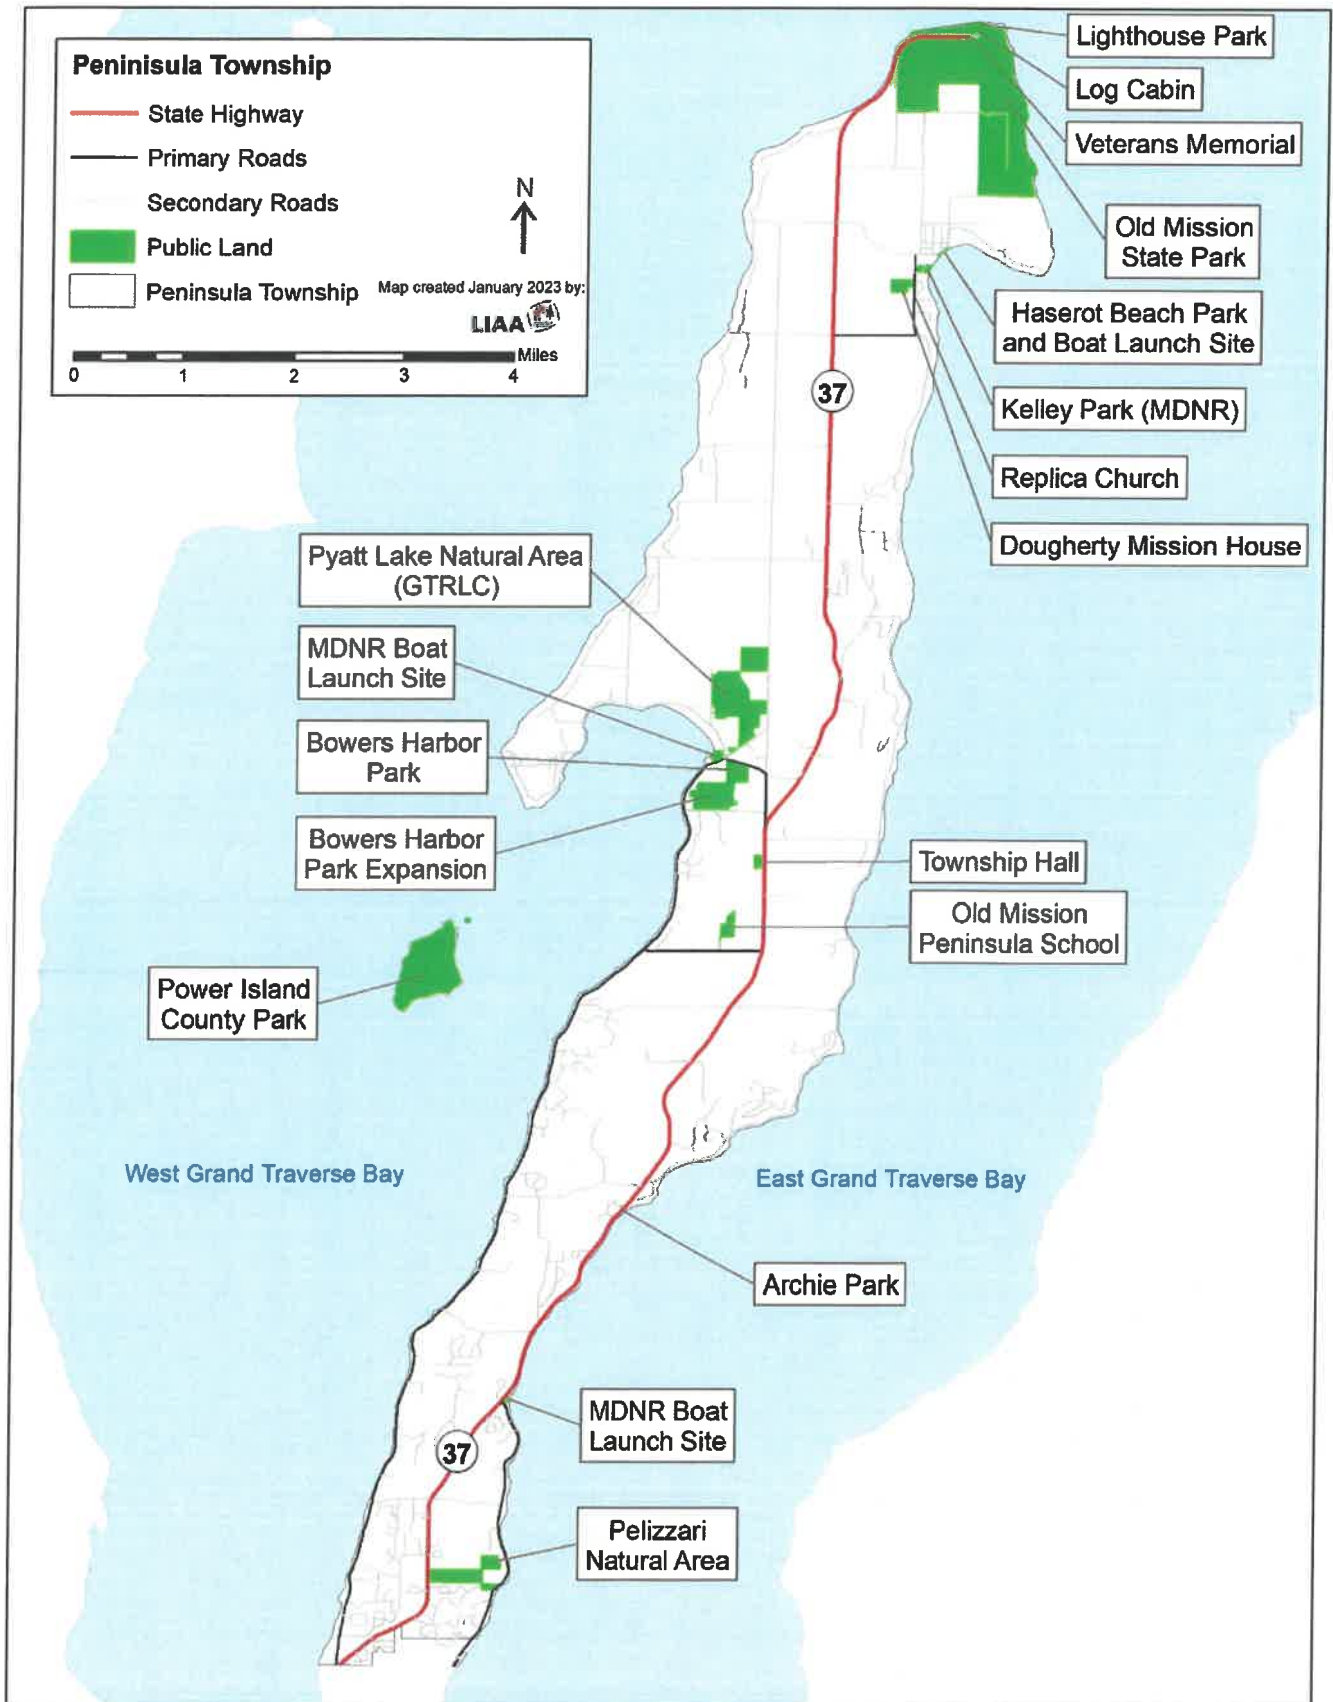 Peninisula Township
State Highway
Primary Roads
Secondary Roads
Public Land
Peninsula Township
N
Map created January 2023 by:
LIAA
Miles
0 1 2 3 4
Lighthouse Park
Log Cabin
Veterans Memorial
Old Mission
State Park
Haserot Beach Park
and Boat Launch Site
Kelley Park (MDNR)
Replica Church
Dougherty Mission House
37
Pyatt Lake Natural Area
(GTRLC)
MDNR Boat
Launch Site
Bowers Harbor
Park
Bowers Harbor
Park Expansion
Township Hall
Old Mission
Peninsula School
Power Island
County Park
West Grand Traverse Bay
East Grand Traverse Bay
Archie Park
MDNR Boat
Launch Site
37
Pelizzari
Natural Area